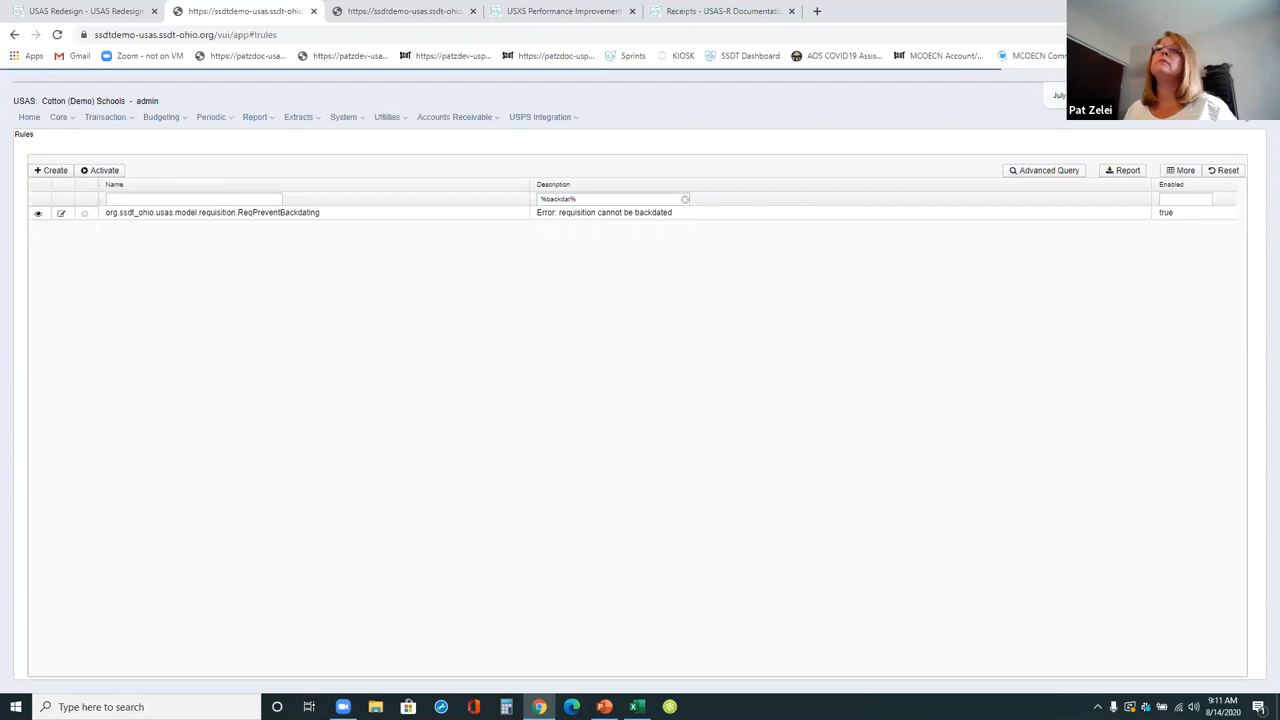 USAS Redesign - USAS Redesign
https://ssdtdemo-usas.ssdt-ohio
https://ssdtdemo-usas.ssdt-ohio
USXS Performance Improvement
Receipts - USAS-R Documentation
ssdtdemo-usas.ssdt-ohio.org/vui/app#!rules
Apps
Gmail
Zoom - not on VM
https://patzdoc-usa...
https://patzdev-usa...
https://patzdev-usp...
https://patzdoc-usp...
Sprints
KIOSK
SSDT Dashboard
AOS COVID19 Assis...
MCOECN Account/...
MCOECN Com
Pat Zelei
USAS: Cotton (Demo) Schools - admin
July
Home Core Transaction Budgeting Periodic Report Extracts System Utilities Accounts Receivable USPS Integration
Rules
Create Activate Advanced Query Report More Reset
Name Description Enabled
%backdat%
org.ssdt_ohio.usas.model.requisition.ReqPreventBackdating Error: requisition cannot be backdated true
Type here to search
9:11 AM
8/14/2020